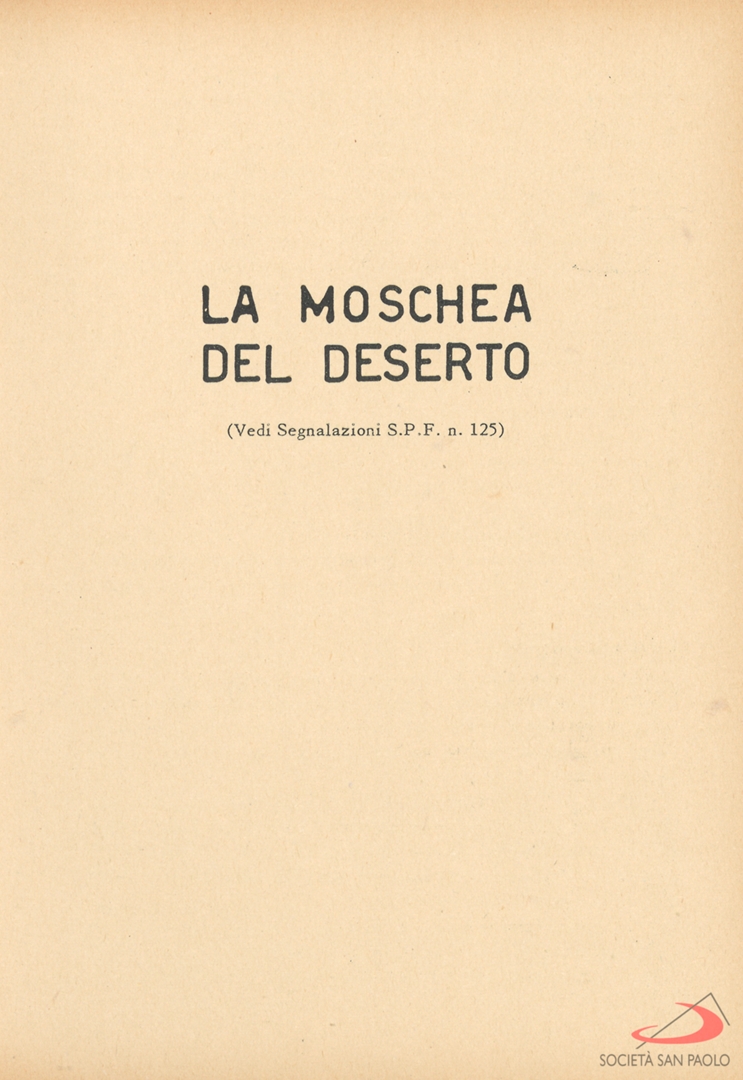 LA MOSCHEA
DEL DESERTO
(Vedi Segnalazioni S.P.F. n. 125)
SOCIETÀ SAN PAOLO